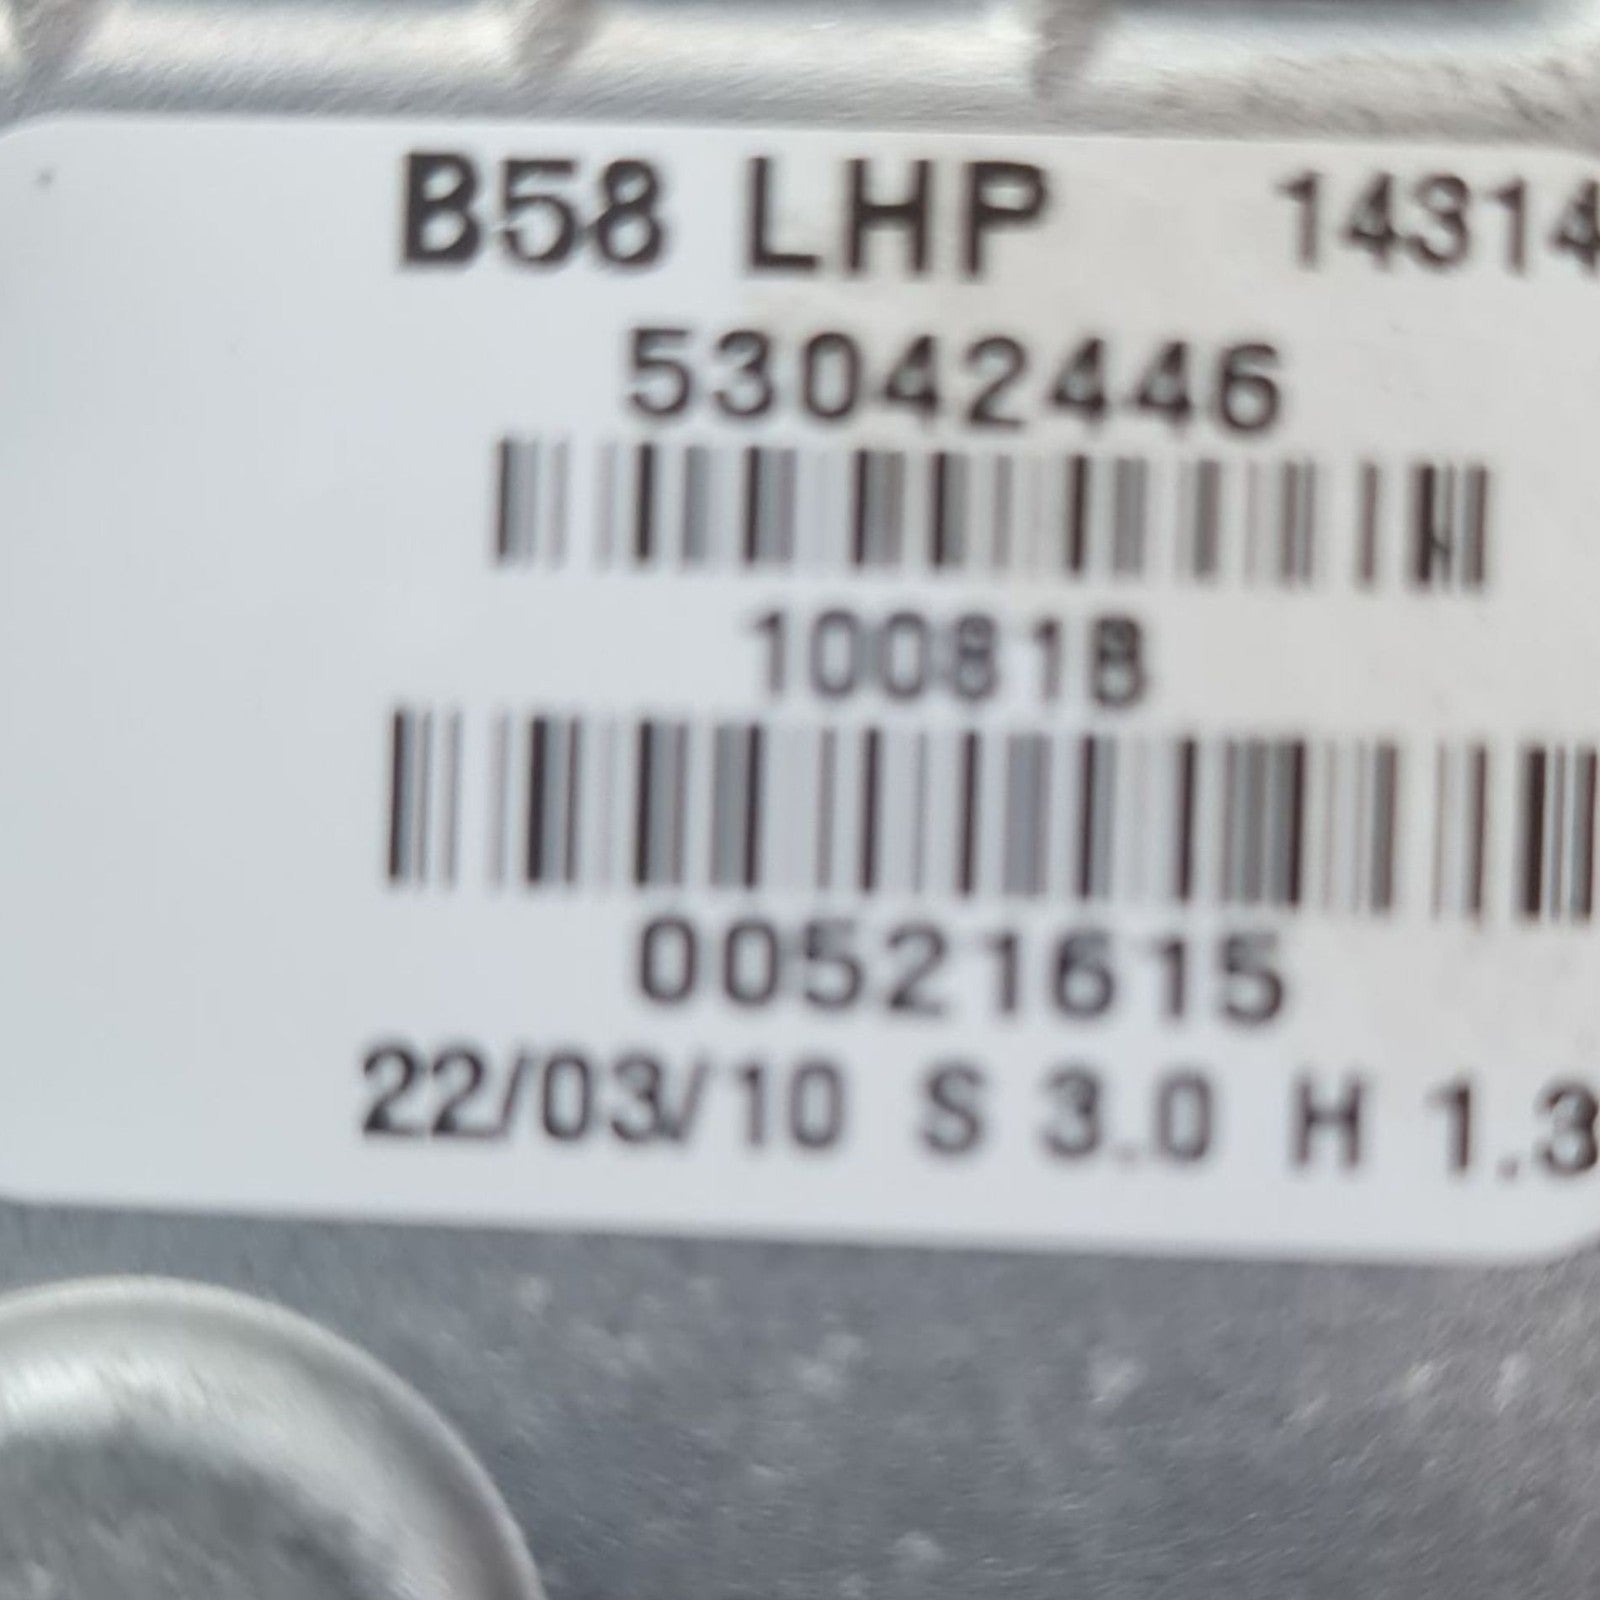 B58 LHP 14314
53042446
10081B
00521615
22/03/10 S 3.0 H 1.3